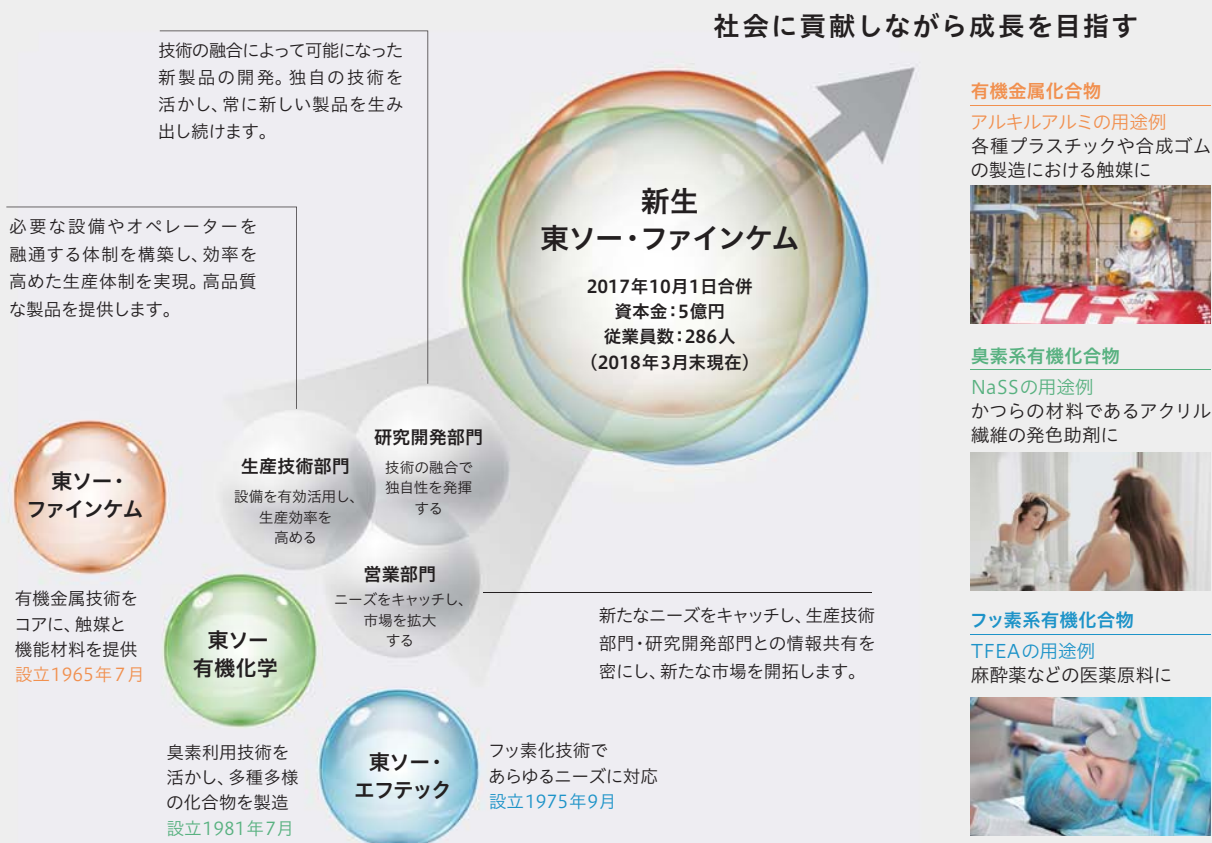 社会に貢献しながら成長を目指す
技術の融合によって可能になった
新製品の開発。独自の技術を
活かし、常に新しい製品を生み
出し続けます。
必要な設備やオペレーターを
融通する体制を構築し、効率を
高めた生産体制を実現。高品質
な製品を提供します。
新生
東ソー・ファインケム
2017年10月1日合併
資本金：5億円
従業員数：286人
（2018年3月末現在）
研究開発部門
技術の融合で
独自性を発揮
する
生産技術部門
設備を有効活用し、
生産効率を
高める
営業部門
ニーズをキャッチし、
市場を拡大
する
新たなニーズをキャッチし、生産技術
部門・研究開発部門との情報共有を
密にし、新たな市場を開拓します。
東ソー・
ファインケム
有機金属技術を
コアに、触媒と
機能材料を提供
設立1965年7月
東ソー
有機化学
臭素利用技術を
活かし、多種多様
の化合物を製造
設立1981年7月
東ソー・
エフテック
フッ素化技術で
あらゆるニーズに対応
設立1975年9月
有機金属化合物
アルキルアルミの用途例
各種プラスチックや合成ゴム
の製造における触媒に
臭素系有機化合物
NaSSの用途例
かつらの材料であるアクリル
繊維の発色助剤に
フッ素系有機化合物
TFEAの用途例
麻酔薬などの医薬原料に